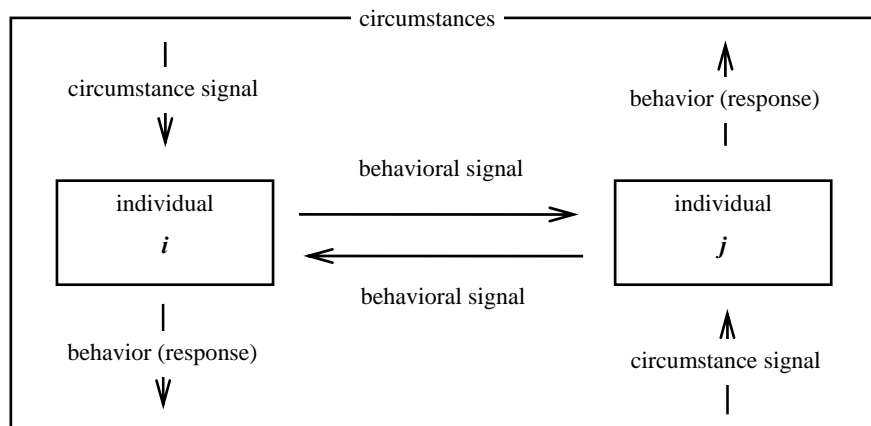 circumstances
circumstance signal
behavior (response)
behavioral signal
individual
i
individual
j
behavioral signal
behavior (response)
circumstance signal